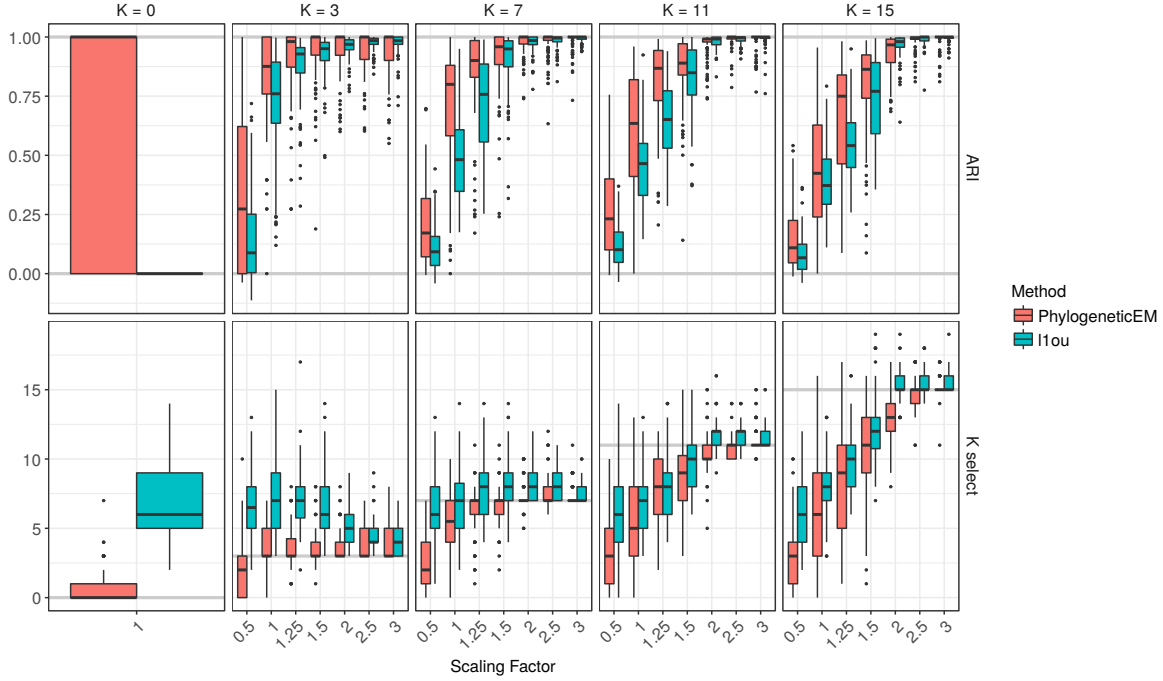 K = 0 K = 3 K = 7 K = 11 K = 15
1.00
0.75
0.50
0.25
0.00
ARI
15
10
5
0
K select
1
0.5 1 1.25 1.5 2 2.5 3
0.5 1 1.25 1.5 2 2.5 3
0.5 1 1.25 1.5 2 2.5 3
0.5 1 1.25 1.5 2 2.5 3
Scaling Factor
Method
PhylogeneticEM
l1ou